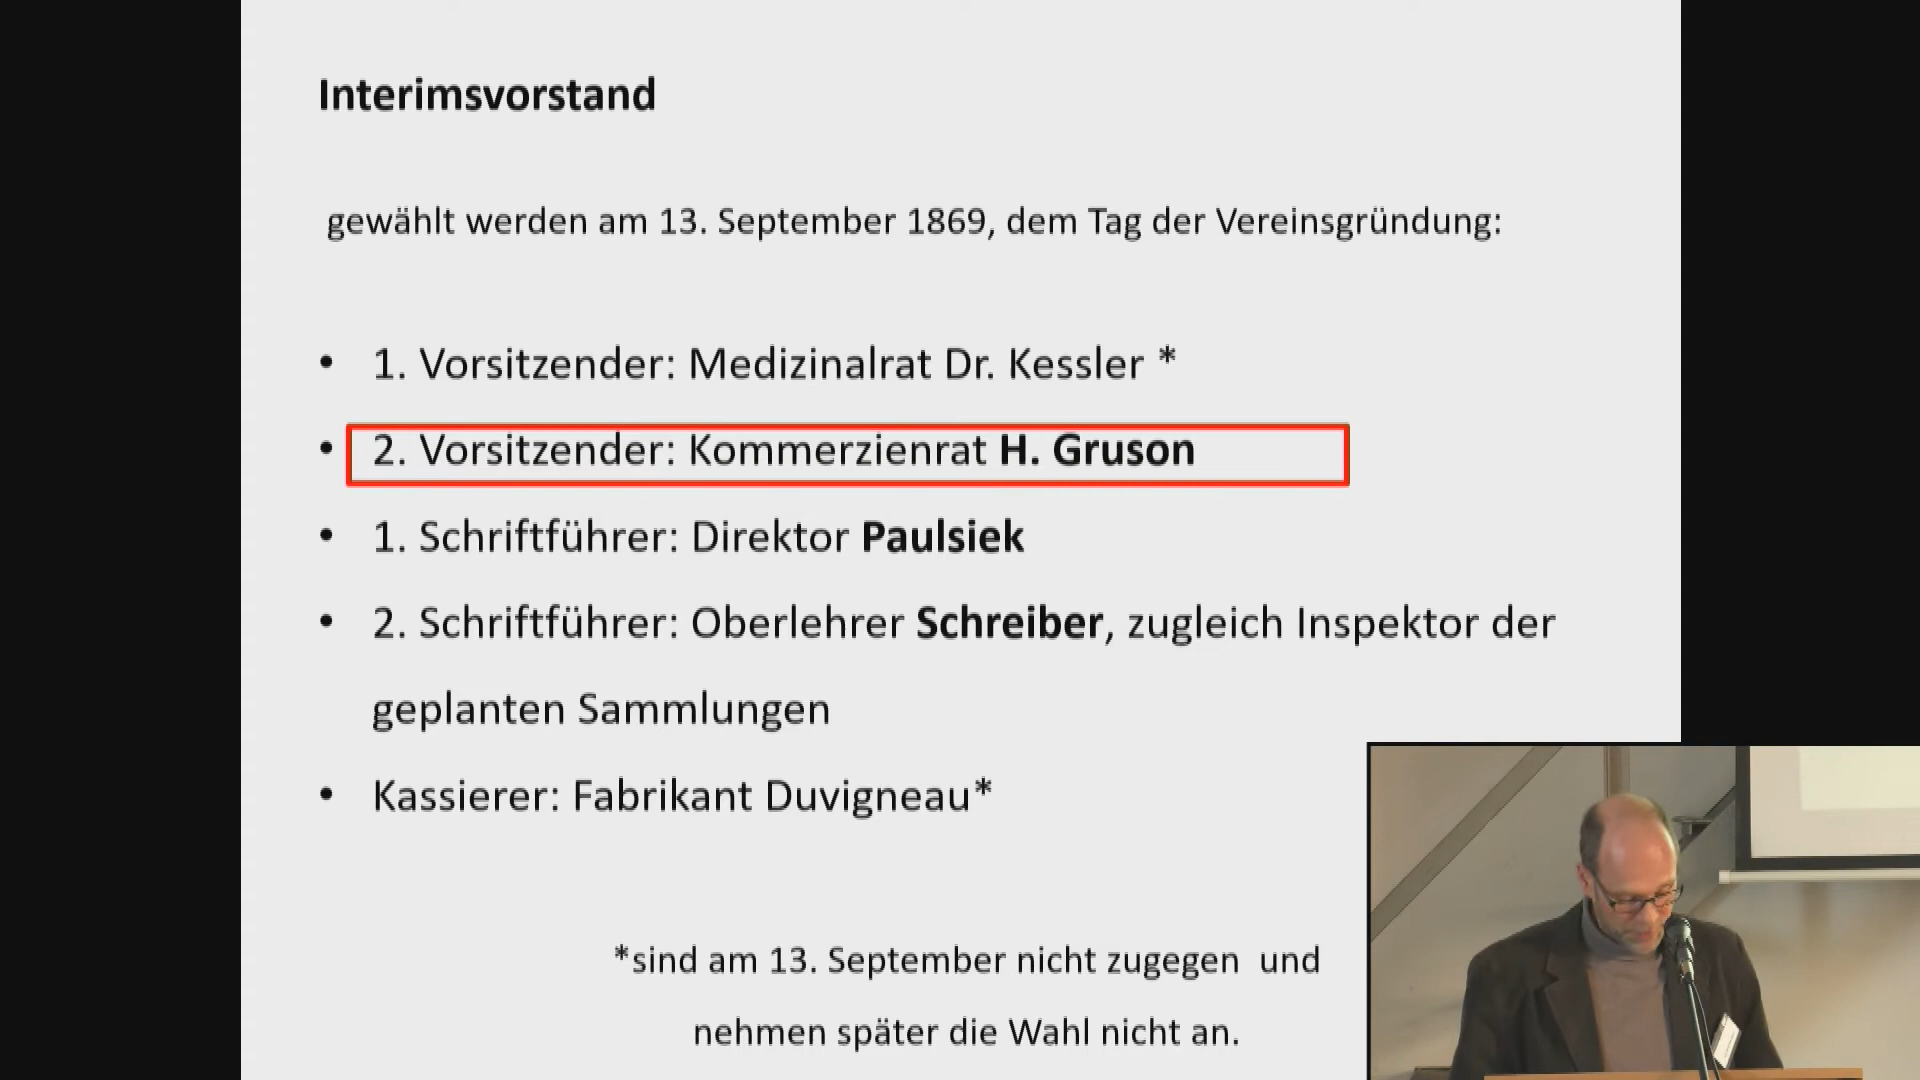 Interimsvorstand
gewählt werden am 13. September 1869, dem Tag der Vereinsgründung:
• 1. Vorsitzender: Medizinalrat Dr. Kessler *
• 2. Vorsitzender: Kommerzienrat H. Gruson
• 1. Schriftführer: Direktor Paulsiek
• 2. Schriftführer: Oberlehrer Schreiber, zugleich Inspektor der
geplanten Sammlungen
• Kassierer: Fabrikant Duvigneau*
*sind am 13. September nicht zugegen und
nehmen später die Wahl nicht an.